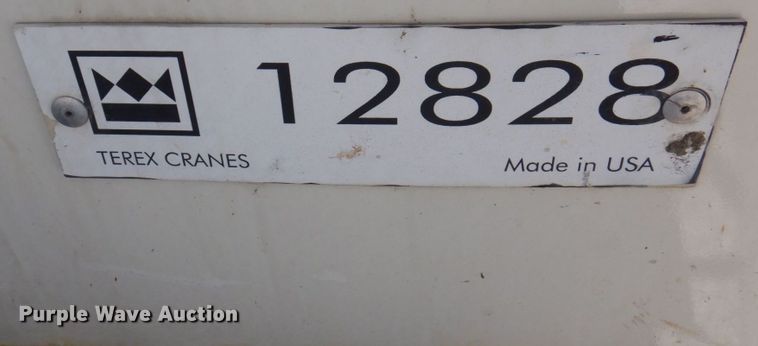 12828
TEREX CRANES
Made in USA
Purple Wave Auction